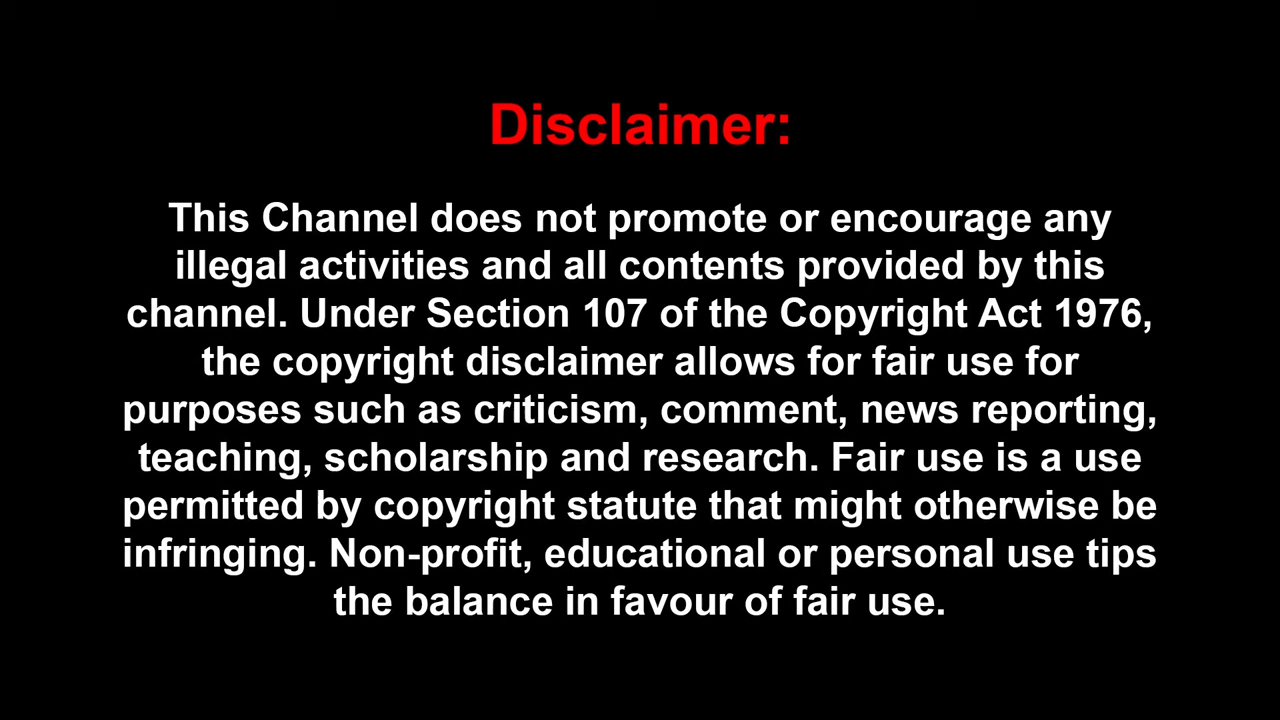 Disclaimer:
This Channel does not promote or encourage any
illegal activities and all contents provided by this
channel. Under Section 107 of the Copyright Act 1976,
the copyright disclaimer allows for fair use for
purposes such as criticism, comment, news reporting,
teaching, scholarship and research. Fair use is a use
permitted by copyright statute that might otherwise be
infringing. Non-profit, educational or personal use tips
the balance in favour of fair use.